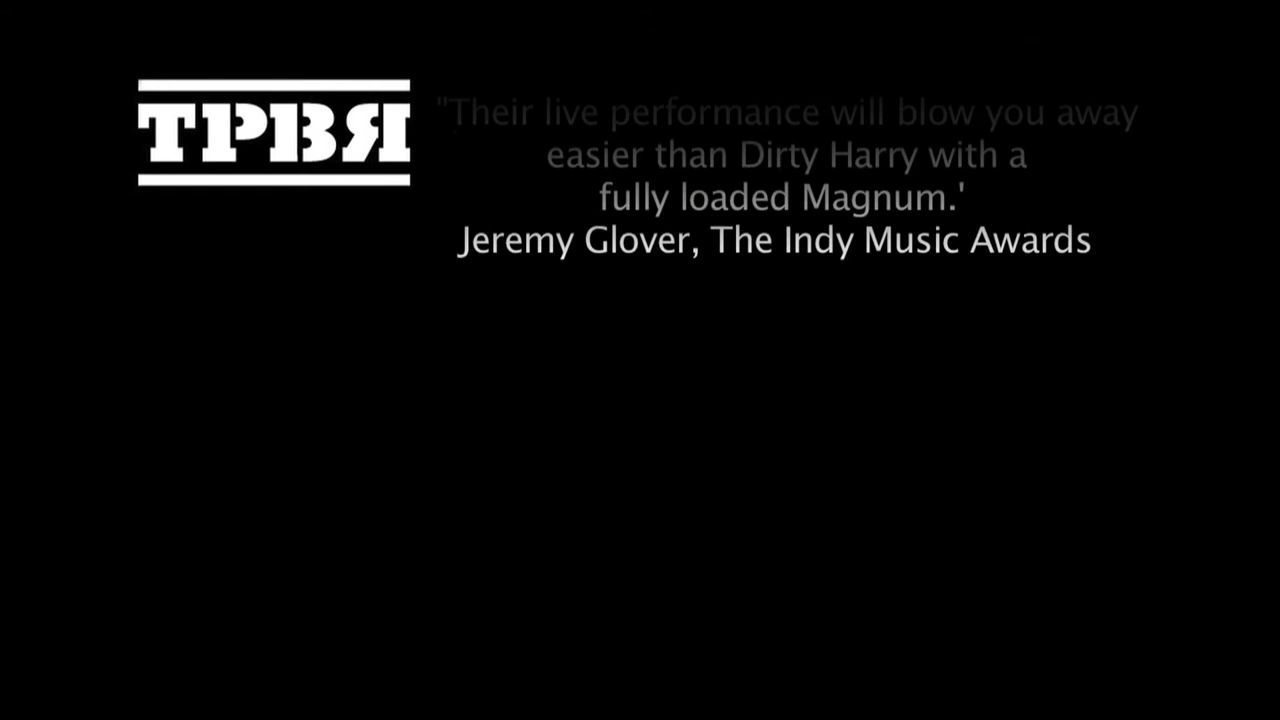 ТРВЯ
"Their live performance will blow you away
easier than Dirty Harry with a
fully loaded Magnum.'
Jeremy Glover, The Indy Music Awards